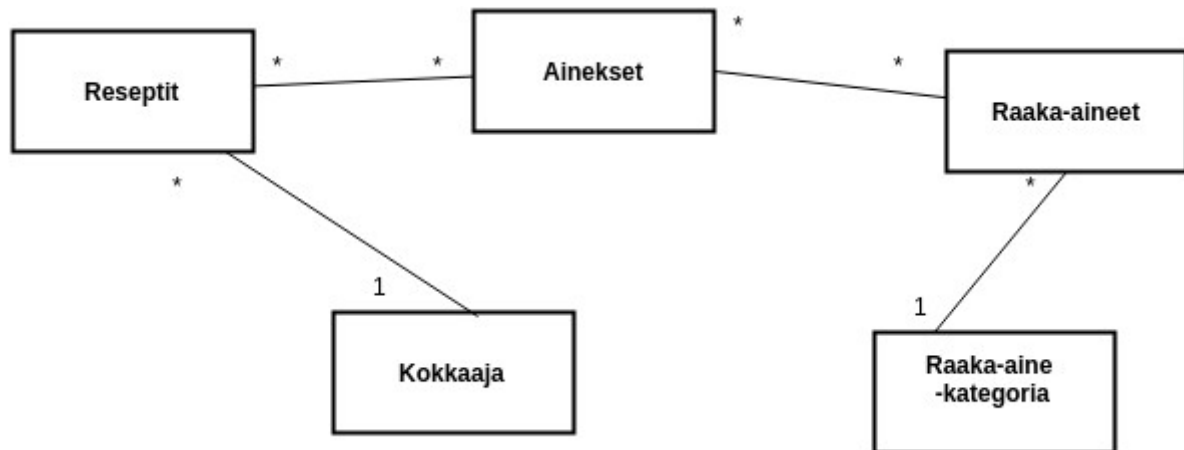 Reseptit
*
*
Ainekset
*
*
Raaka-aineet
*
1
Kokkaaja
*
1
Raaka-aine
-kategoria